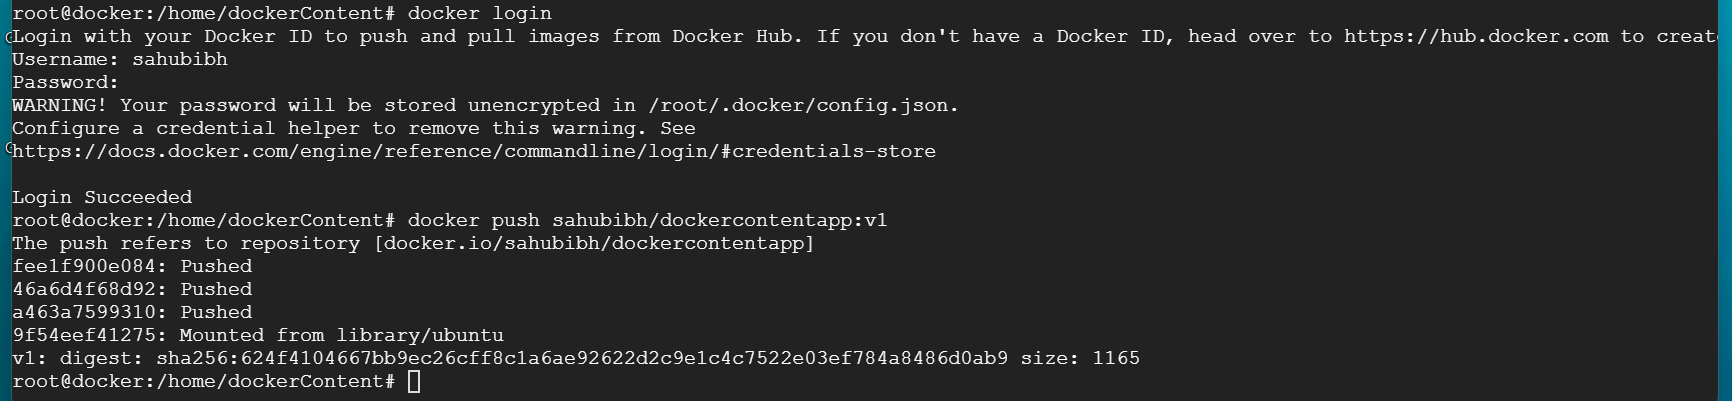 root@docker:/home/dockerContent# docker login
Login with your Docker ID to push and pull images from Docker Hub. If you don't have a Docker ID, head over to https://hub.docker.com to create
Username: sahubibh
Password:
WARNING! Your password will be stored unencrypted in /root/.docker/config.json.
Configure a credential helper to remove this warning. See
https://docs.docker.com/engine/reference/commandline/login/#credentials-store
Login Succeeded
root@docker:/home/dockerContent# docker push sahubibh/dockercontentapp:v1
The push refers to repository [docker.io/sahubibh/dockercontentapp]
fee1f900e084: Pushed
46a6d4f68d92: Pushed
a463a7599310: Pushed
9f54eef41275: Mounted from library/ubuntu
v1: digest: sha256:624f4104667bb9ec26cff8c1a6ae92622d2c9e1c4c7522e03ef784a8486d0ab9 size: 1165
root@docker:/home/dockerContent#